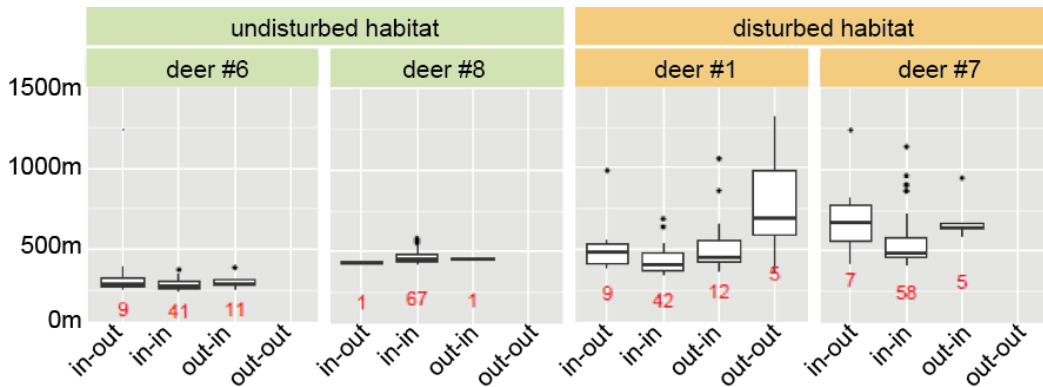 undisturbed habitat disturbed habitat
deer #6 deer #8 deer #1 deer #7
1500m
1000m
500m
0m
9 41 11 1 67 1 9 42 12 5 7 58 5
in-out in-in out-in out-out in-out in-in out-in out-out in-out in-in out-in out-out in-out in-in out-in out-out